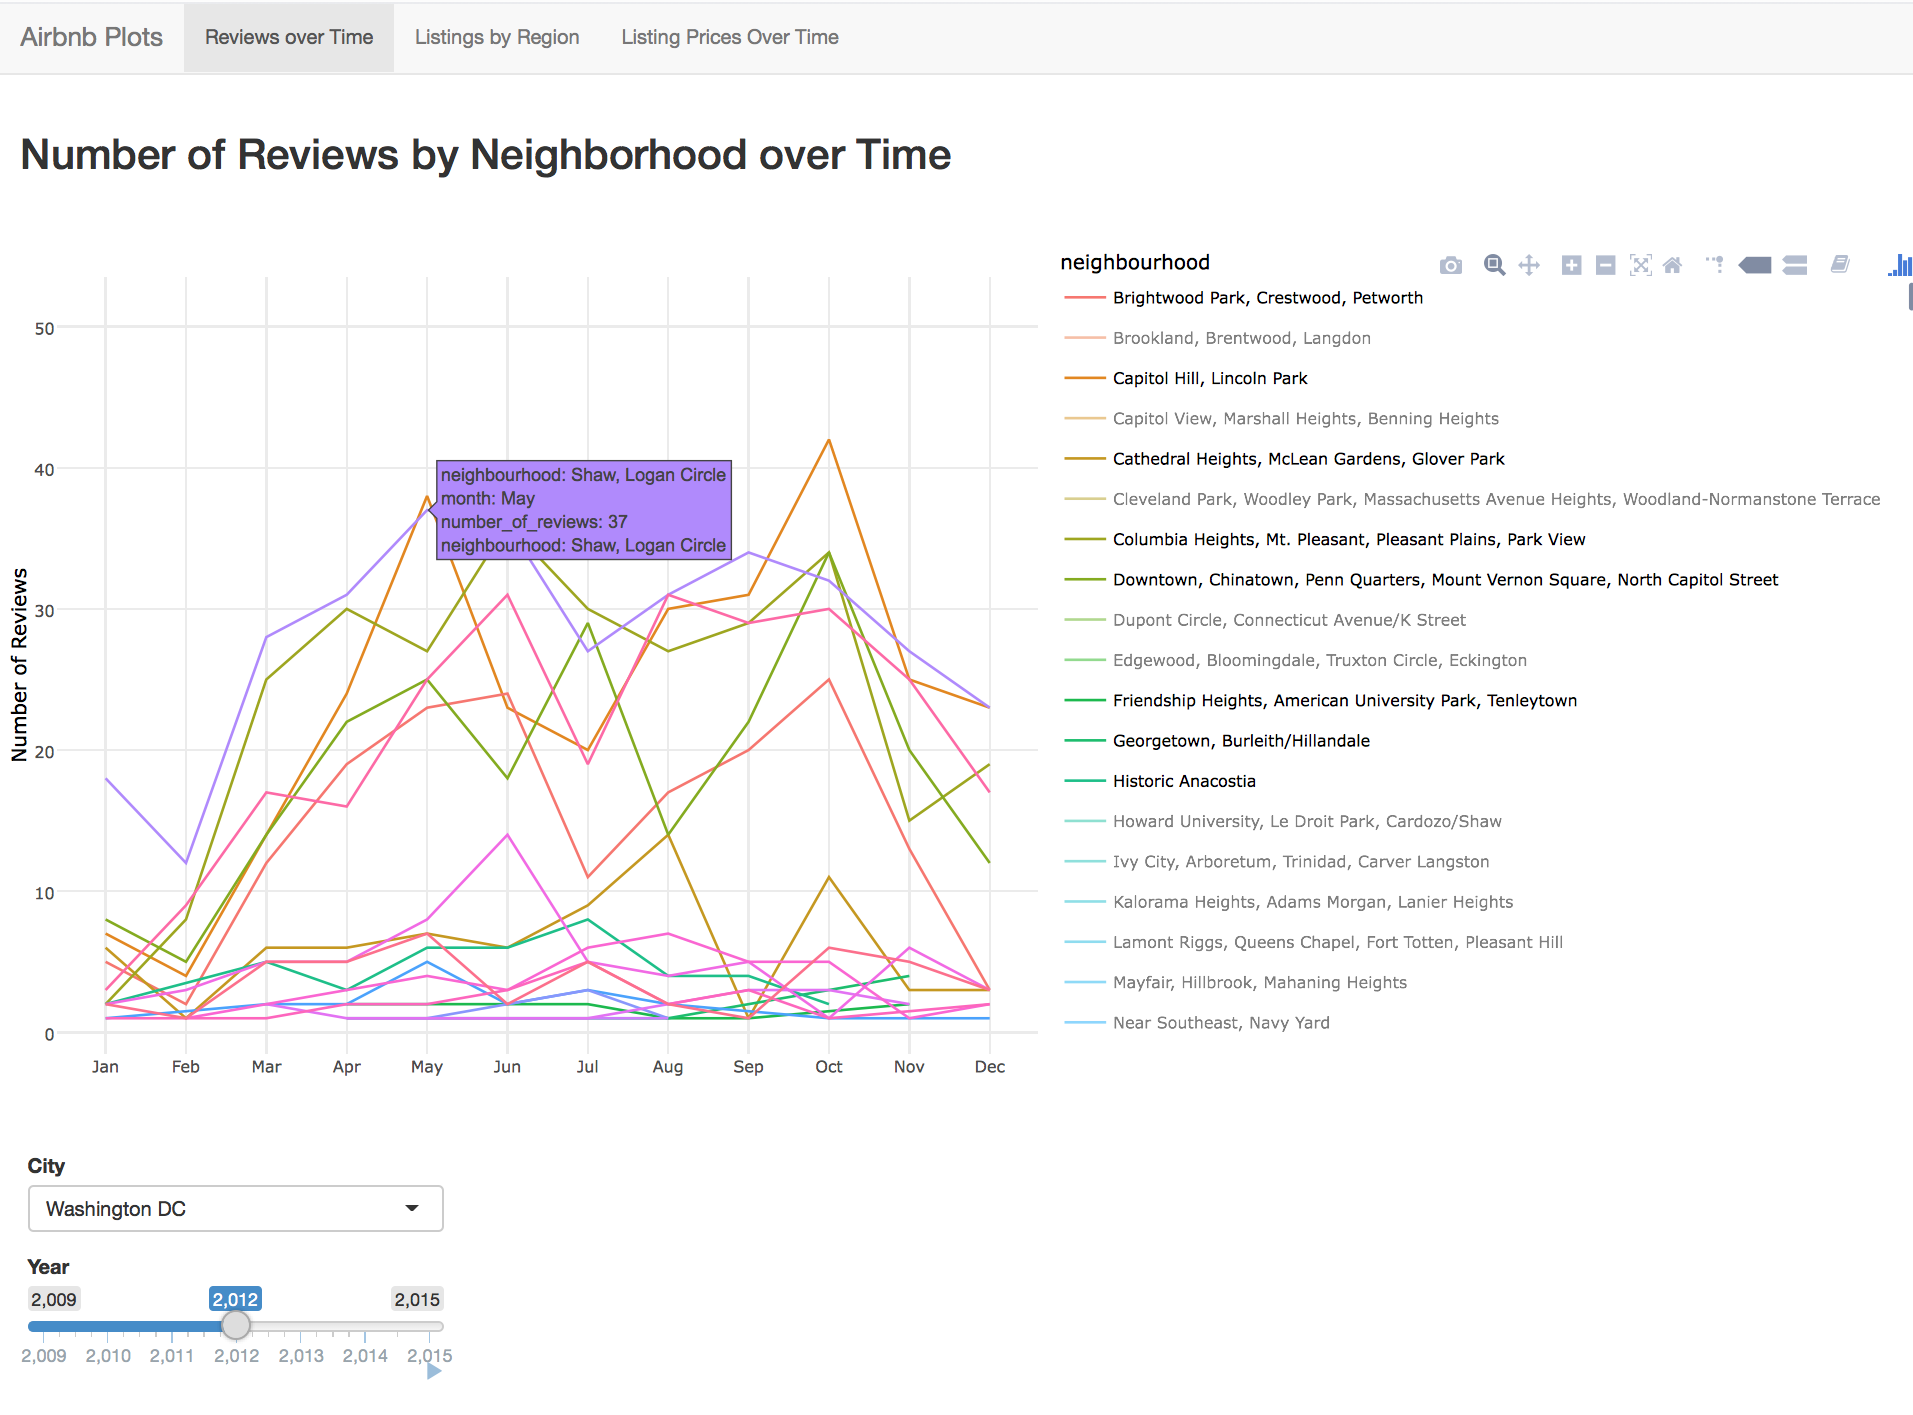 Airbnb Plots Reviews over Time Listings by Region Listing Prices Over Time
Number of Reviews by Neighborhood over Time
neighbourhood
Brightwood Park, Crestwood, Petworth
Brookland, Brentwood, Langdon
Capitol Hill, Lincoln Park
Capitol View, Marshall Heights, Benning Heights
Cathedral Heights, McLean Gardens, Glover Park
Cleveland Park, Woodley Park, Massachusetts Avenue Heights, Woodland-Normanstone Terrace
Columbia Heights, Mt. Pleasant, Pleasant Plains, Park View
Downtown, Chinatown, Penn Quarters, Mount Vernon Square, North Capitol Street
Dupont Circle, Connecticut Avenue/K Street
Edgewood, Bloomingdale, Truxton Circle, Eckington
Friendship Heights, American University Park, Tenleytown
Georgetown, Burleith/Hillandale
Historic Anacostia
Howard University, Le Droit Park, Cardozo/Shaw
Ivy City, Arboretum, Trinidad, Carver Langston
Kalorama Heights, Adams Morgan, Lanier Heights
Lamont Riggs, Queens Chapel, Fort Totten, Pleasant Hill
Mayfair, Hillbrook, Mahaning Heights
Near Southeast, Navy Yard
Number of Reviews
50
40
30
20
10
0
neighbourhood: Shaw, Logan Circle
month: May
number_of_reviews: 37
neighbourhood: Shaw, Logan Circle
Jan Feb Mar Apr May Jun Jul Aug Sep Oct Nov Dec
City
Washington DC
Year
2,009 2,012 2,015
2,009 2,010 2,011 2,012 2,013 2,014 2,015